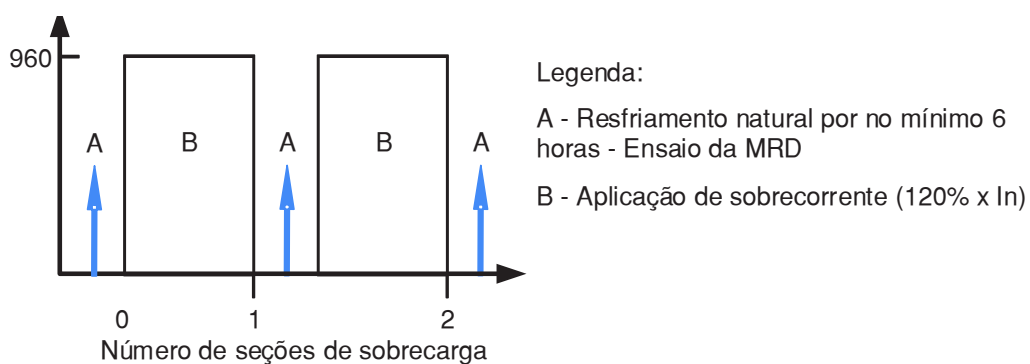 960
A
B
A
B
A
0
1
2
Número de seções de sobrecarga
Legenda:
A - Resfriamento natural por no mínimo 6
horas - Ensaio da MRD
B - Aplicação de sobrecorrente (120% x In)